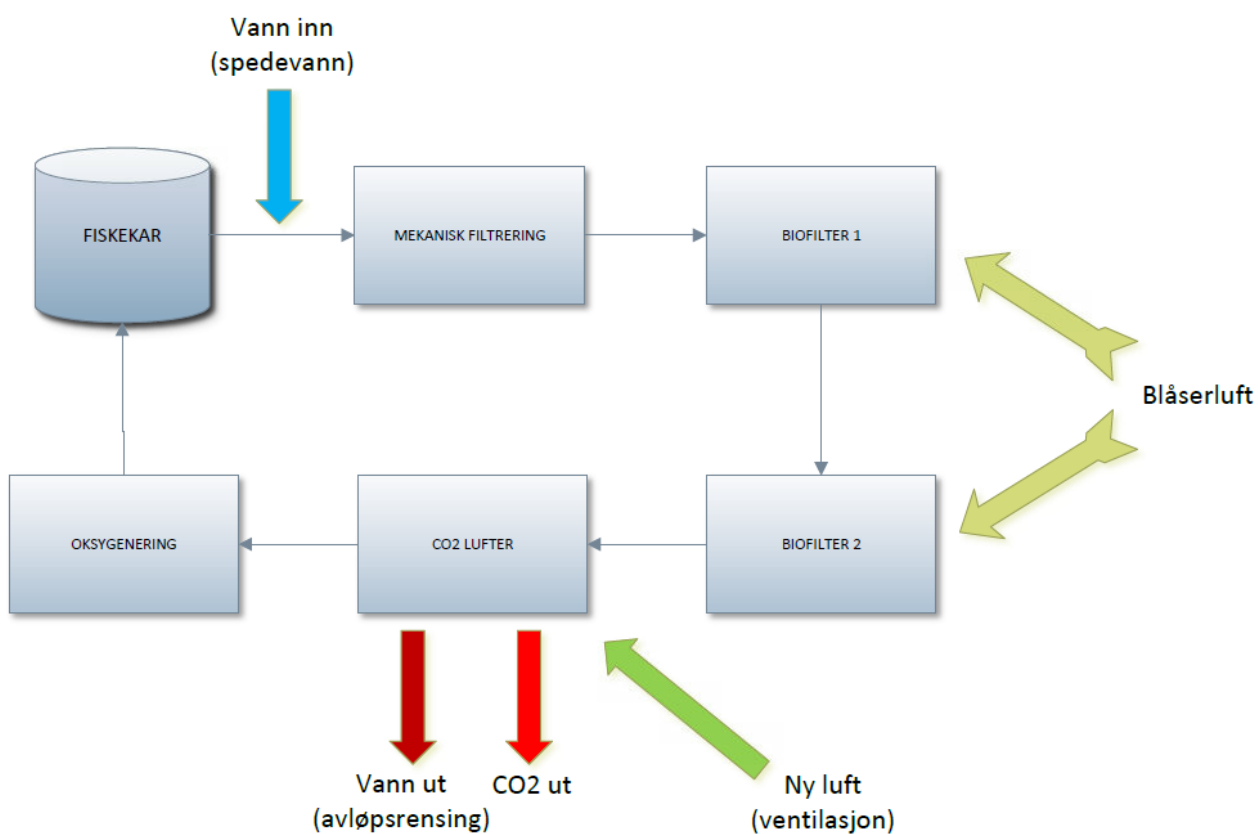 Vann inn
(spedevann)
FISKEKAR
MEKANISK FILTRERING
BIOFILTER 1
Blåserluft
OKSYGENERING
CO2 LUFTER
BIOFILTER 2
Vann ut
(avløpsrensing)
CO2 ut
Ny luft
(ventilasjon)